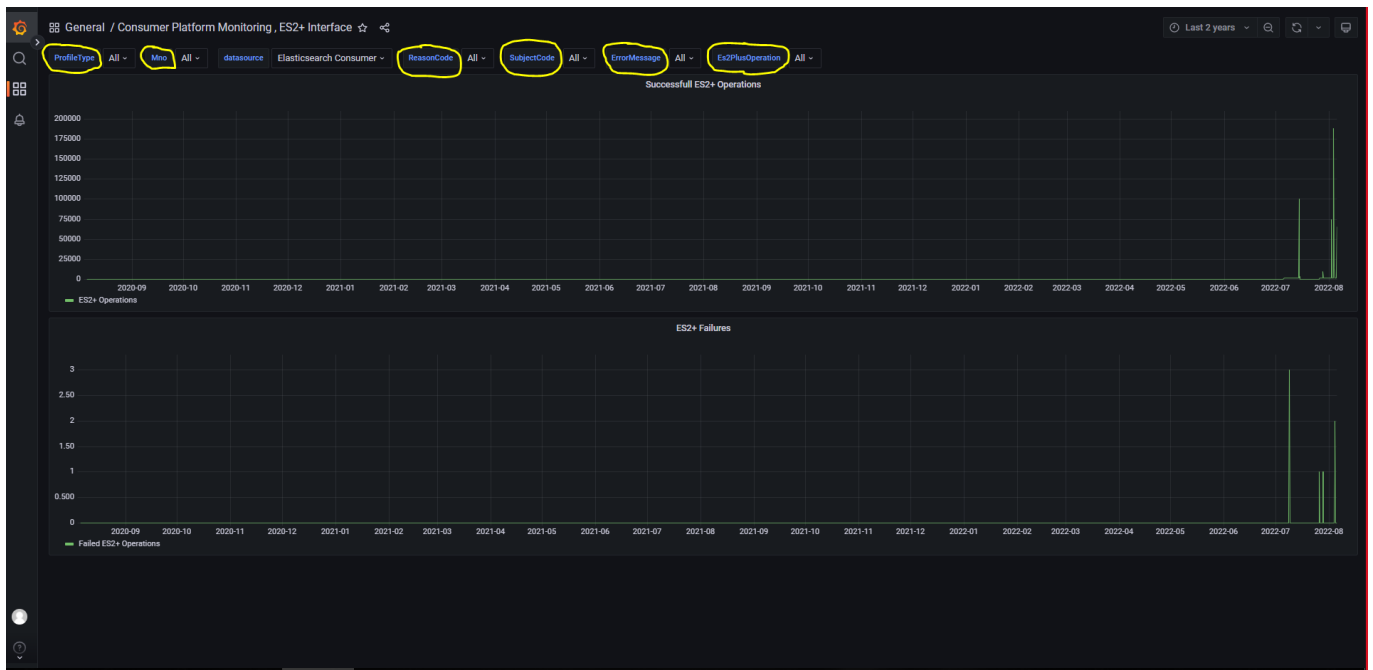 General / Consumer Platform Monitoring , ES2+ Interface
Last 2 years
ProfileType All Mno All datasource Elasticsearch Consumer ReasonCode All SubjectCode All ErrorMessage All Es2PlusOperation All
Successfull ES2+ Operations
200000
175000
150000
125000
100000
75000
50000
25000
0
2020-09 2020-10 2020-11 2020-12 2021-01 2021-02 2021-03 2021-04 2021-05 2021-06 2021-07 2021-08 2021-09 2021-10 2021-11 2021-12 2022-01 2022-02 2022-03 2022-04 2022-05 2022-06 2022-07 2022-08
ES2+ Operations
ES2+ Failures
3
2.50
2
1.50
1
0.500
0
2020-09 2020-10 2020-11 2020-12 2021-01 2021-02 2021-03 2021-04 2021-05 2021-06 2021-07 2021-08 2021-09 2021-10 2021-11 2021-12 2022-01 2022-02 2022-03 2022-04 2022-05 2022-06 2022-07 2022-08
Failed ES2+ Operations